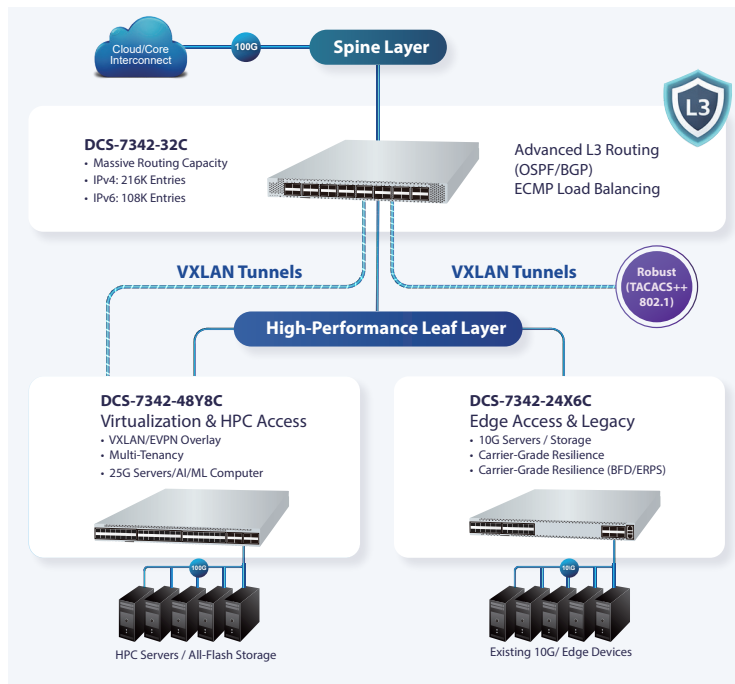 Cloud/Core
Interconnect
100G
Spine Layer
L3
DCS-7342-32C
• Massive Routing Capacity
• IPv4: 216K Entries
• IPv6: 108K Entries
Advanced L3 Routing
(OSPF/BGP)
ECMP Load Balancing
VXLAN Tunnels
VXLAN Tunnels
Robust
(TACACS++
802.1)
High-Performance Leaf Layer
DCS-7342-48Y8C
Virtualization & HPC Access
• VXLAN/EVPN Overlay
• Multi-Tenancy
• 25G Servers/AI/ML Computer
DCS-7342-24X6C
Edge Access & Legacy
• 10G Servers / Storage
• Carrier-Grade Resilience
• Carrier-Grade Resilience (BFD/ERPS)
100G
HPC Servers / All-Flash Storage
Existing 10G/ Edge Devices